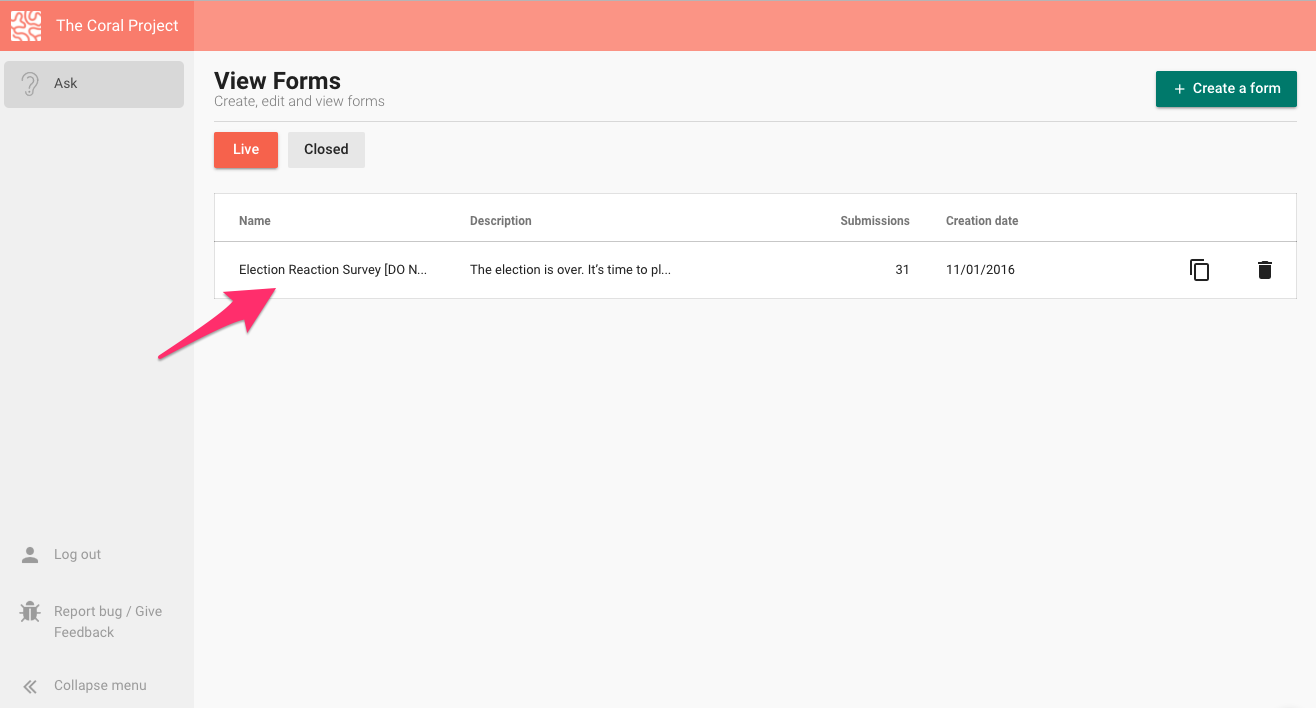 The Coral Project
Ask
View Forms
Create, edit and view forms
+ Create a form
Live
Closed
Name Description Submissions Creation date
Election Reaction Survey [DO N... The election is over. It's time to pl... 31 11/01/2016
Log out
Report bug / Give
Feedback
Collapse menu